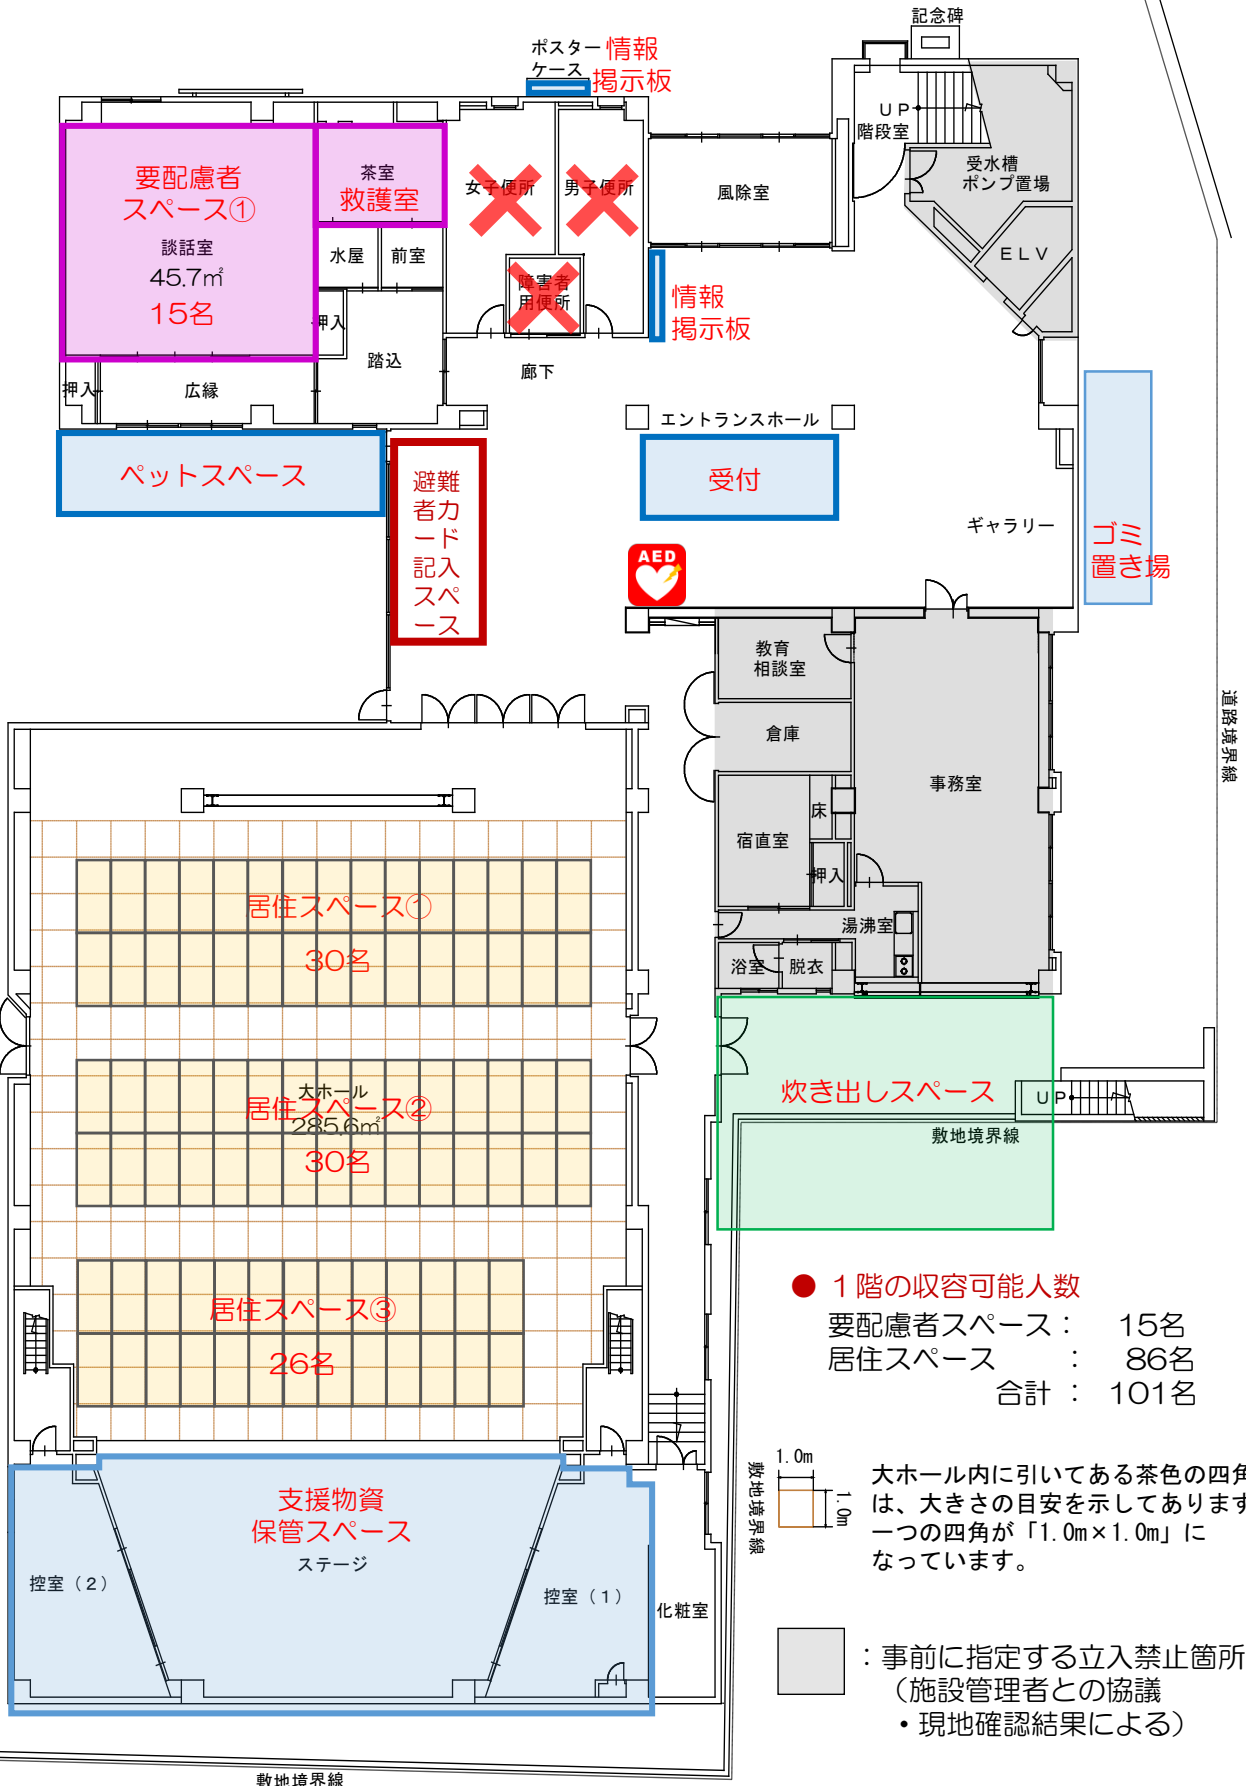 記念碑
ポスター
ケース
情報
掲示板
UP
階段室
受水槽
ポンプ置場
ELV
要配慮者
スペース①
談話室
45.7㎡
15名
茶室
救護室
水屋
前室
押入
踏込
押入
広縁
女子便所
男子便所
障害者
用便所
風除室
情報
掲示板
廊下
エントランスホール
受付
ペットスペース
避難
者カ
ード
記入
スペ
ース
AED
ギャラリー
ゴミ
置き場
教育
相談室
倉庫
事務室
宿直室
床
押入
湯沸室
浴室
脱衣
道路境界線
居住スペース①
30名
大ホール
居住スペース②
285.6㎡
30名
居住スペース③
26名
炊き出しスペース
UP
敷地境界線
● 1階の収容可能人数
要配慮者スペース： 15名
居住スペース ： 86名
合計 ： 101名
1.0m
1.0m
敷地境界線
大ホール内に引いてある茶色の四角
は、大きさの目安を示してあります
一つの四角が「1.0m×1.0m」に
なっています。
支援物資
保管スペース
ステージ
控室（2）
控室（1）
化粧室
：事前に指定する立入禁止箇所
（施設管理者との協議
・現地確認結果による）
敷地境界線